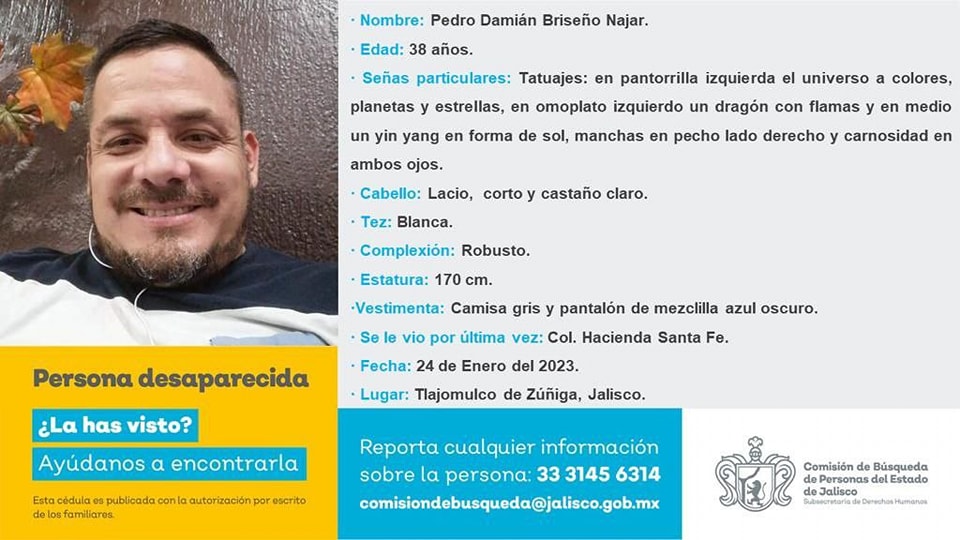 · Nombre: Pedro Damián Briseño Najar.
· Edad: 38 años.
· Señas particulares: Tatuajes: en pantorrilla izquierda el universo a colores,
planetas y estrellas, en omoplato izquierdo un dragón con flamas y en medio
un yin yang en forma de sol, manchas en pecho lado derecho y carnosidad en
ambos ojos.
· Cabello: Lacio, corto y castaño claro.
· Tez: Blanca.
· Complexión: Robusto.
· Estatura: 170 cm.
·Vestimenta: Camisa gris y pantalón de mezclilla azul oscuro.
· Se le vio por última vez: Col. Hacienda Santa Fe.
· Fecha: 24 de Enero del 2023.
· Lugar: Tlajomulco de Zúñiga, Jalisco.
Persona desaparecida
¿La has visto?
Ayúdanos a encontrarla
Esta cédula es publicada con la autorización por escrito
de los familiares.
Reporta cualquier información
sobre la persona: 33 3145 6314
comisiondebusqueda@jalisco.gob.mx
Comisión de Búsqueda
de Personas del Estado
de Jalisco
Subsecretaría de Derechos Humanos